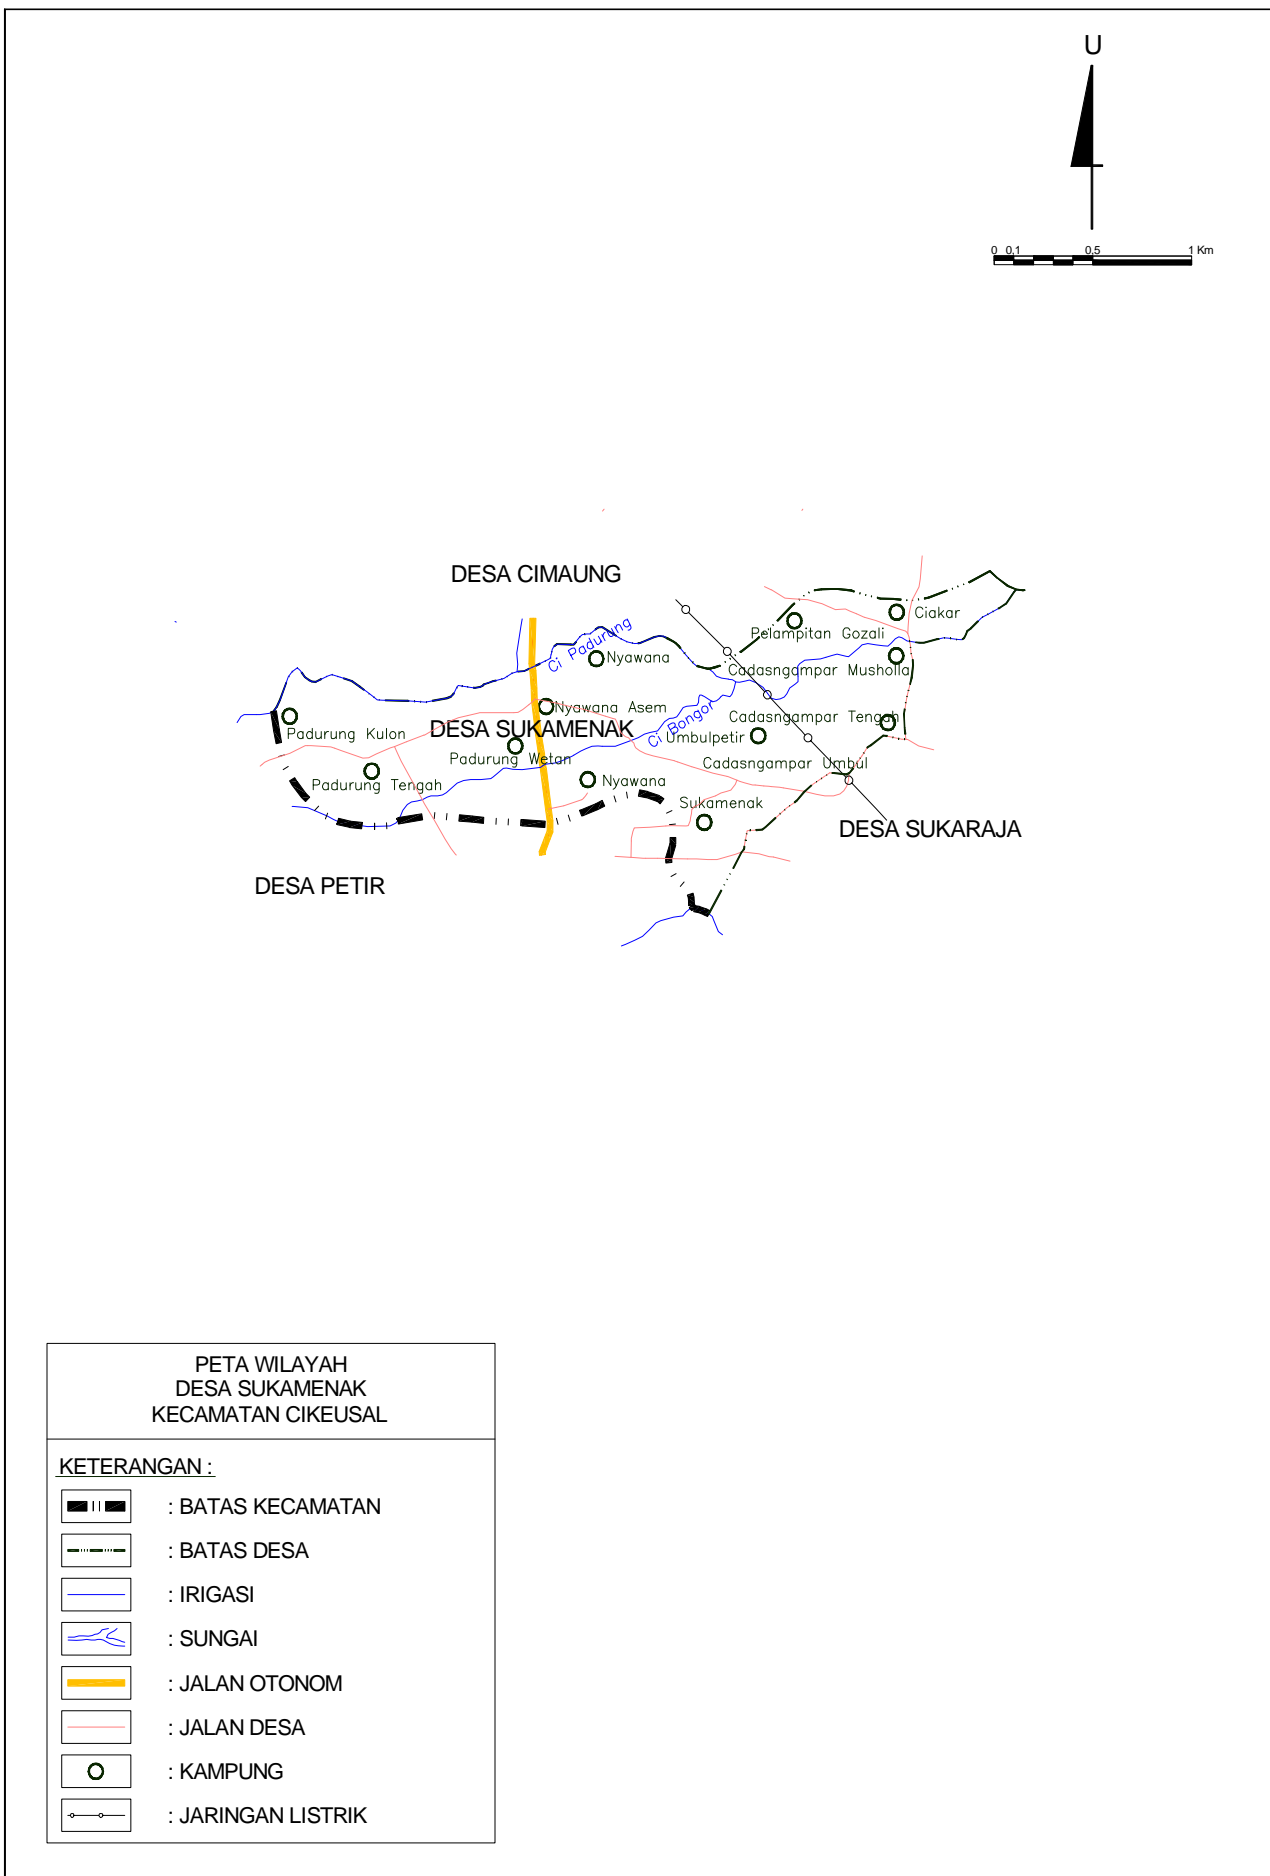 U
0 0,1 0,5 1 Km
DESA CIMAUNG
Ciakar
Ci Padurung
Pelampitan Gozali
Nyawana
Cadasngampar Musholla
Nyawana Asem
Ci Bongor
Cadasngampar Tengah
Padurung Kulon
DESA SUKAMENAK
Umbulpetir
Padurung Wetan
Cadasngampar Umbul
Padurung Tengah
Nyawana
Sukamenak
DESA SUKARAJA
DESA PETIR
PETA WILAYAH
DESA SUKAMENAK
KECAMATAN CIKEUSAL
KETERANGAN :
: BATAS KECAMATAN
: BATAS DESA
: IRIGASI
: SUNGAI
: JALAN OTONOM
: JALAN DESA
: KAMPUNG
: JARINGAN LISTRIK